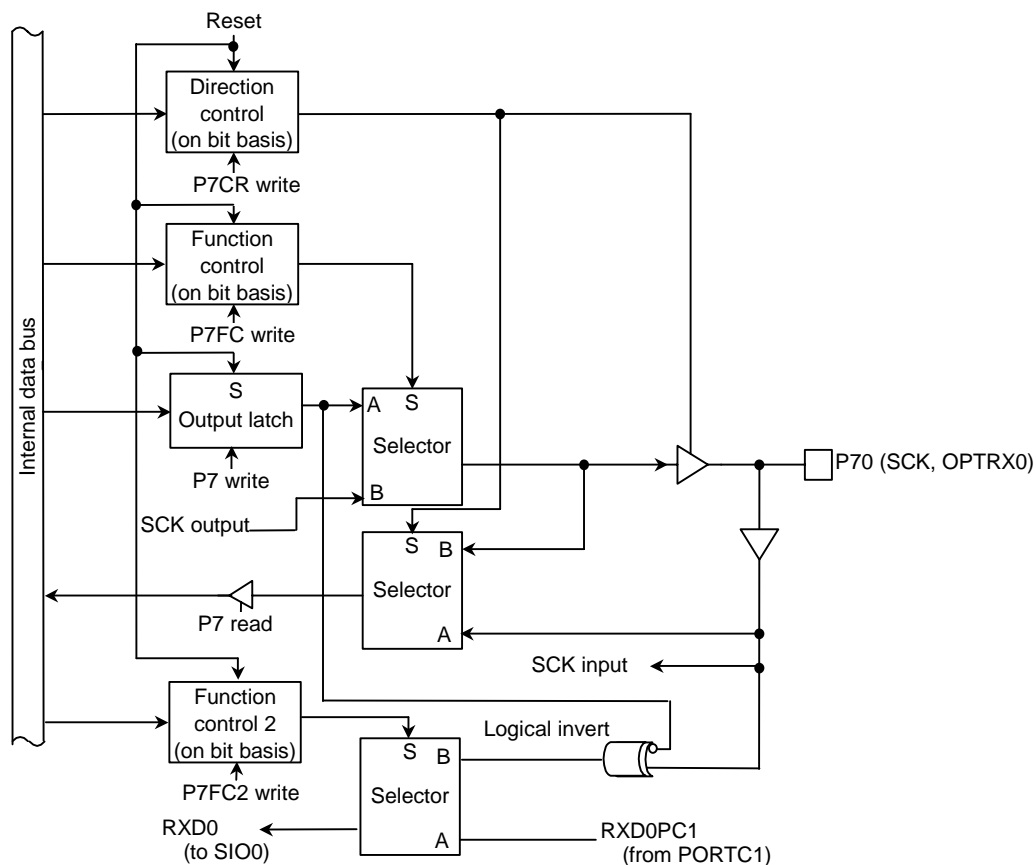 Reset
Direction
control
(on bit basis)
P7CR write
Function
control
(on bit basis)
P7FC write
Internal data bus
S
Output latch
P7 write
A
S
Selector
B
SCK output
P70 (SCK, OPTRX0)
S
B
Selector
A
P7 read
SCK input
Function
control 2
(on bit basis)
P7FC2 write
Logical invert
S
B
Selector
A
RXD0
(to SIO0)
RXD0PC1
(from PORTC1)